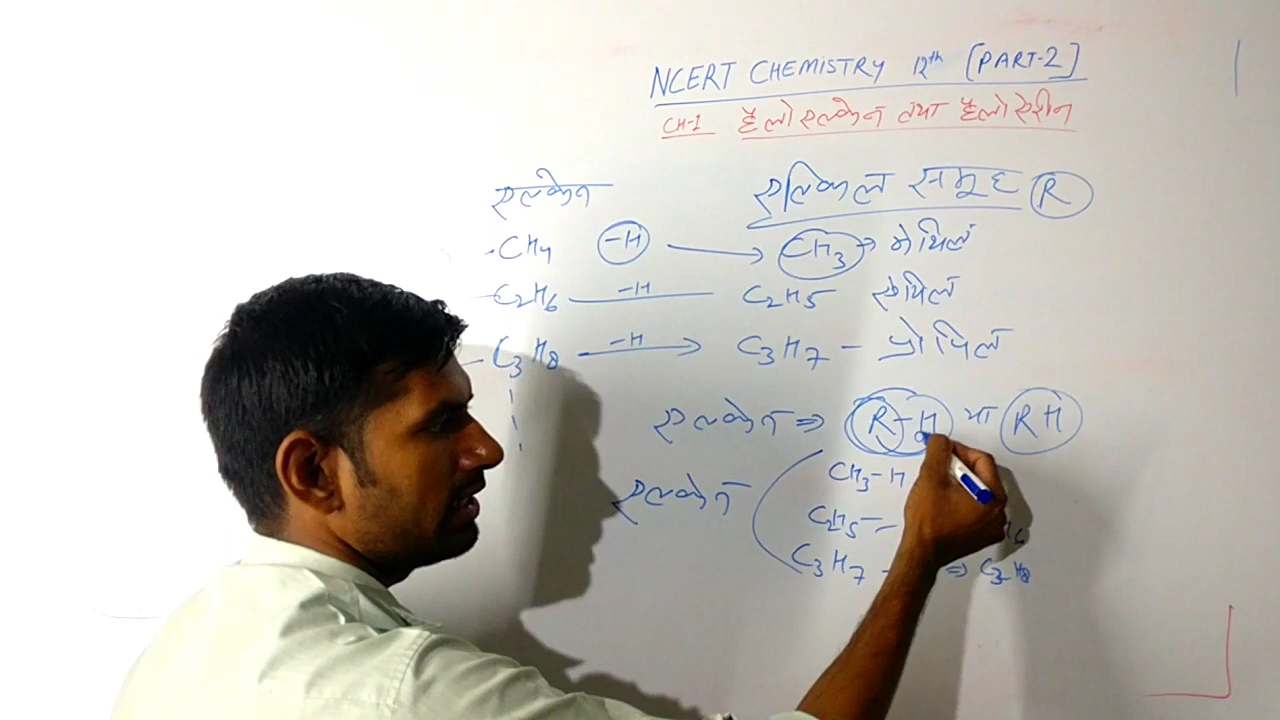 NCERT CHEMISTRY 12th [PART-2]
CH-1 हैलोएल्केन तथा हैलोऐरीन
एल्केन एल्किल समूह R
-CH4 -H → CH3 → मेथिल
-C2H6 -H C2H5 एथिल
-C3H8 -H → C3H7 - प्रोपिल
एल्केन ⇒ R-H या RH
CH3-H
एल्केन C2H5-
C3H7 - ⇒ C3H8